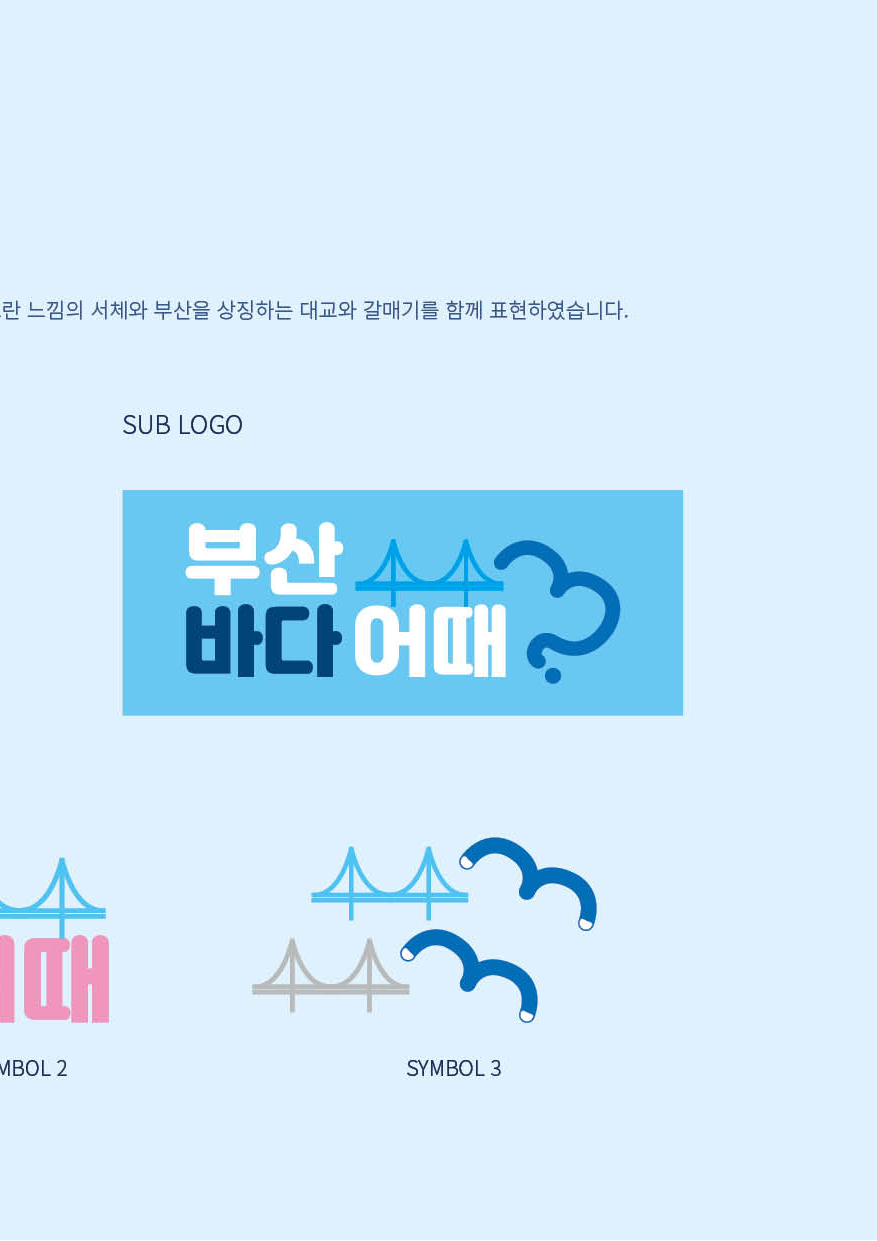 란 느낌의 서체와 부산을 상징하는 대교와 갈매기를 함께 표현하였습니다.
SUB LOGO
부산
바다 어때?
때
MBOL 2
SYMBOL 3